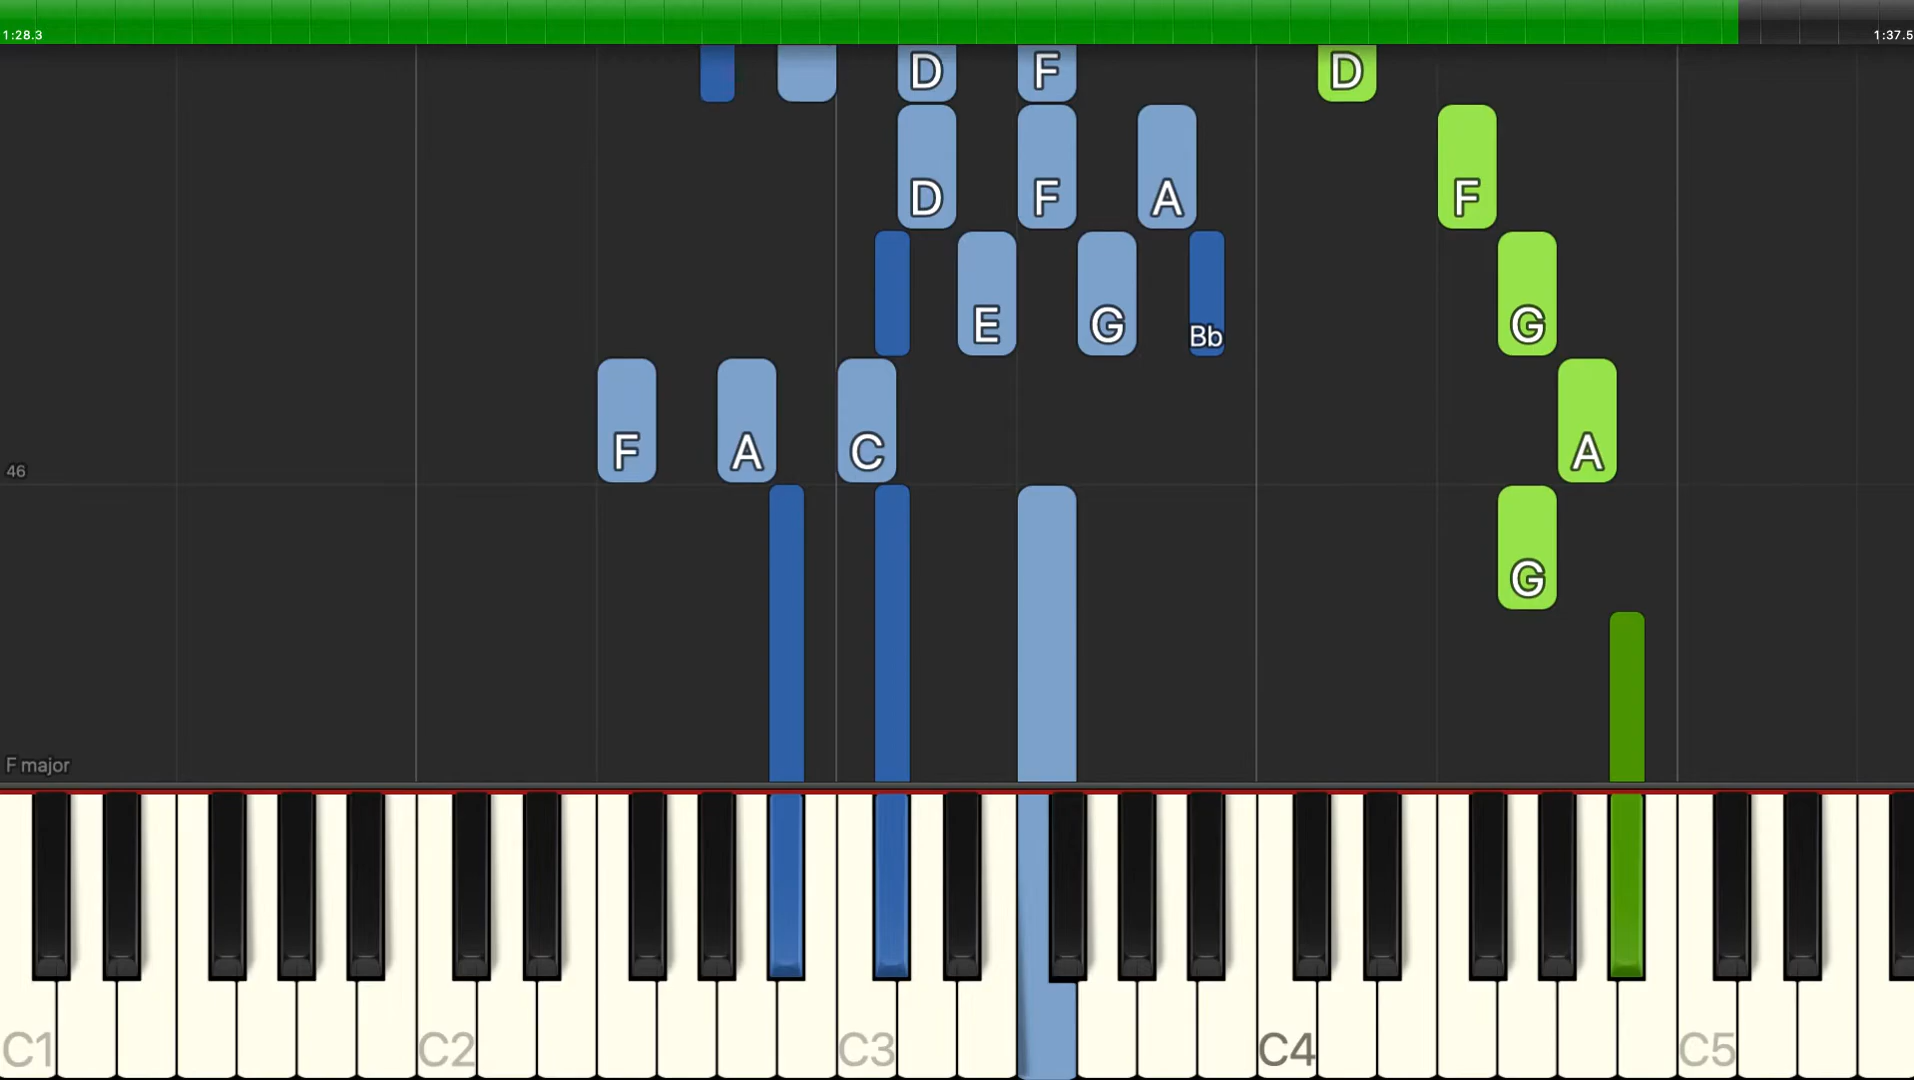 1:28.3 1:37.5
D F D
D F A F
E G Bb G
F A C A
46
G
F major
C1 C2 C3 C4 C5